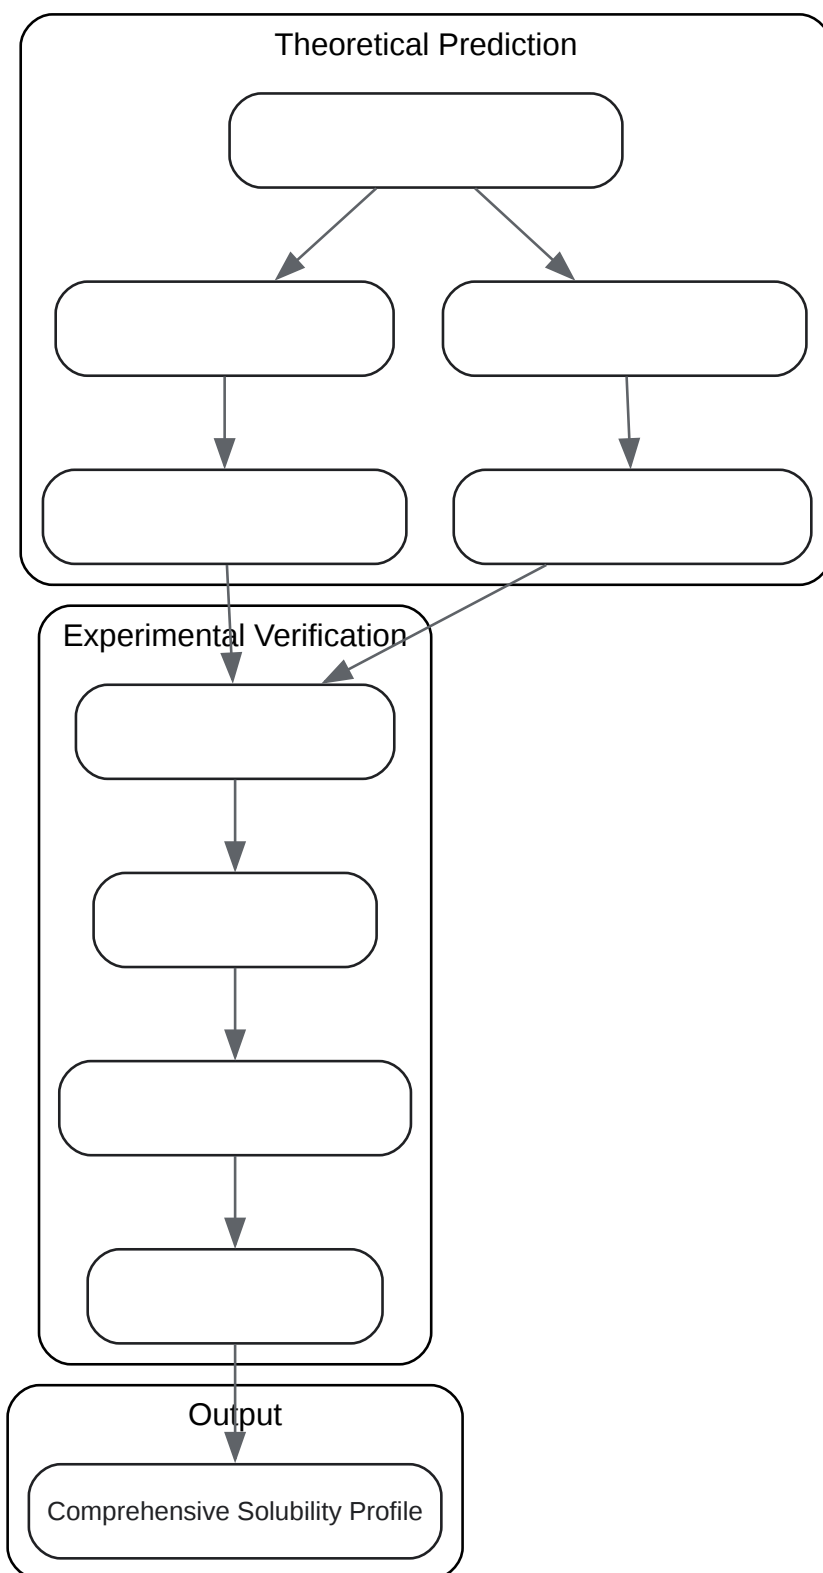 Theoretical Prediction
Experimental Verification
Output
Comprehensive Solubility Profile